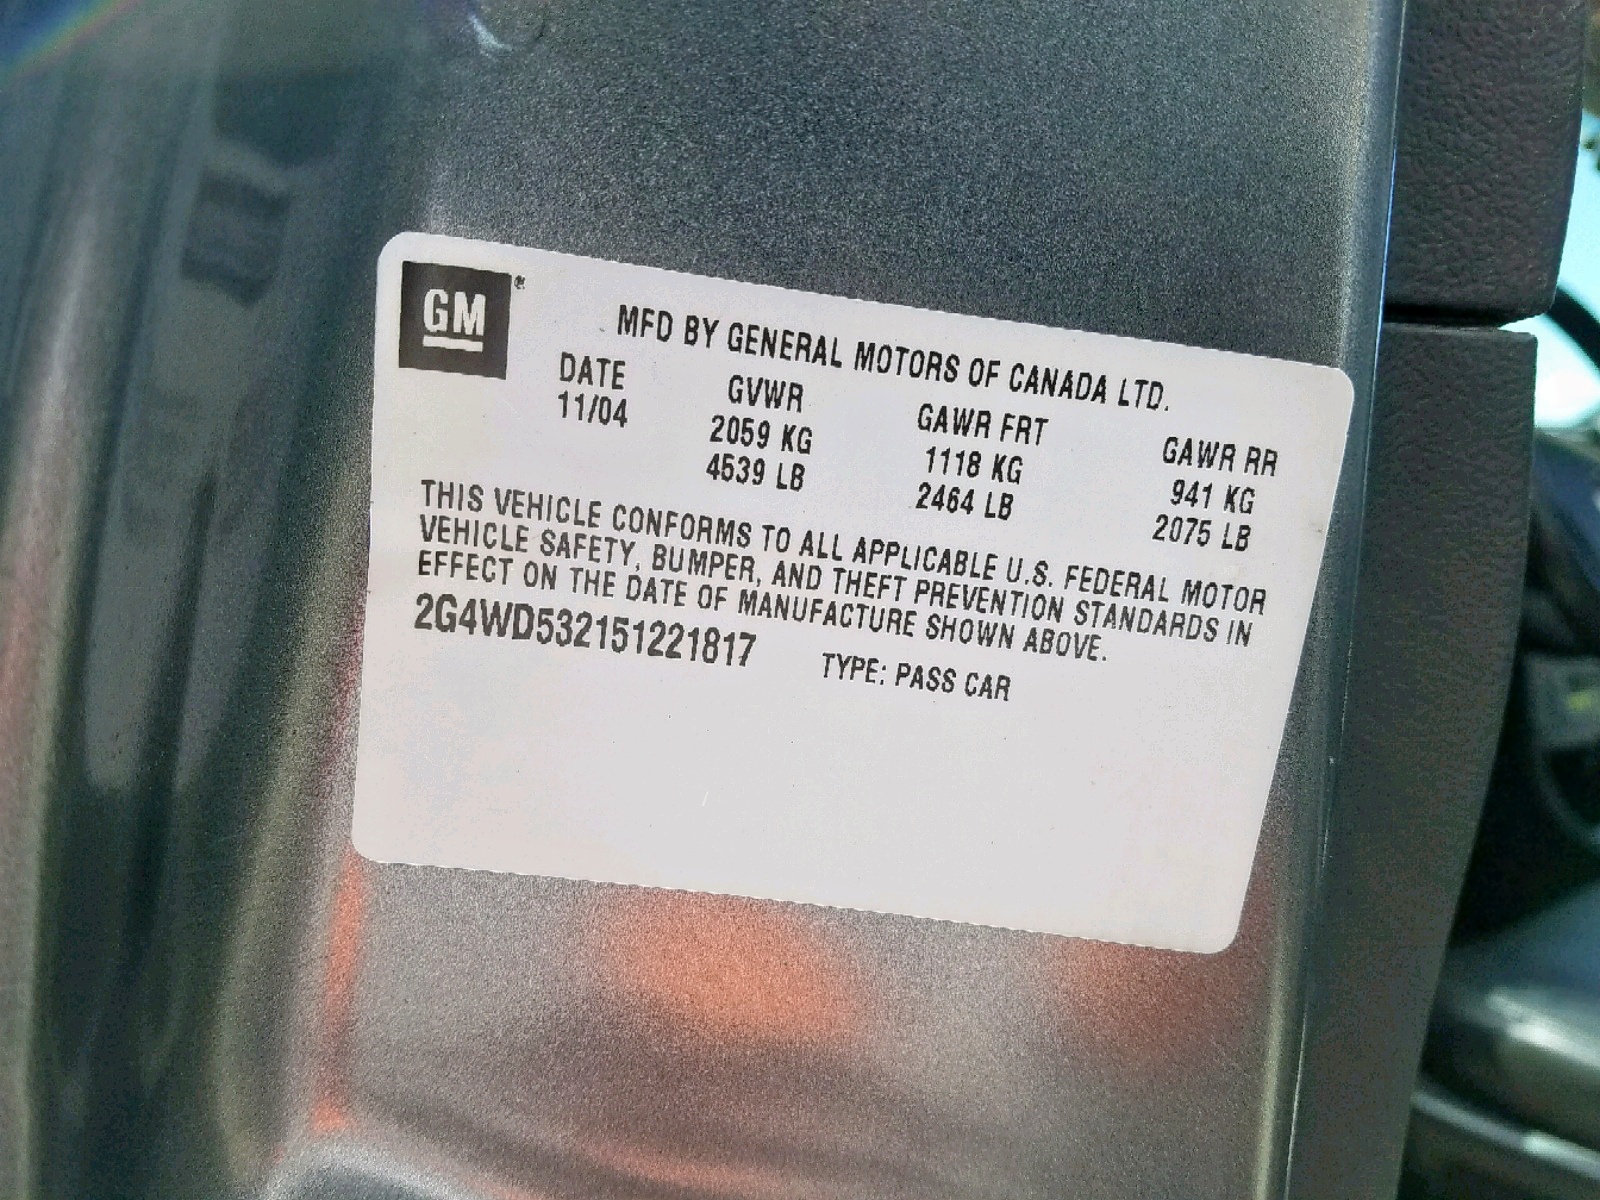 GM®
MFD BY GENERAL MOTORS OF CANADA LTD.
DATE GVWR GAWR FRT GAWR RR
11/04 2059 KG 1118 KG 941 KG
4539 LB 2464 LB 2075 LB
THIS VEHICLE CONFORMS TO ALL APPLICABLE U.S. FEDERAL MOTOR
VEHICLE SAFETY, BUMPER, AND THEFT PREVENTION STANDARDS IN
EFFECT ON THE DATE OF MANUFACTURE SHOWN ABOVE.
2G4WD532151221817 TYPE: PASS CAR